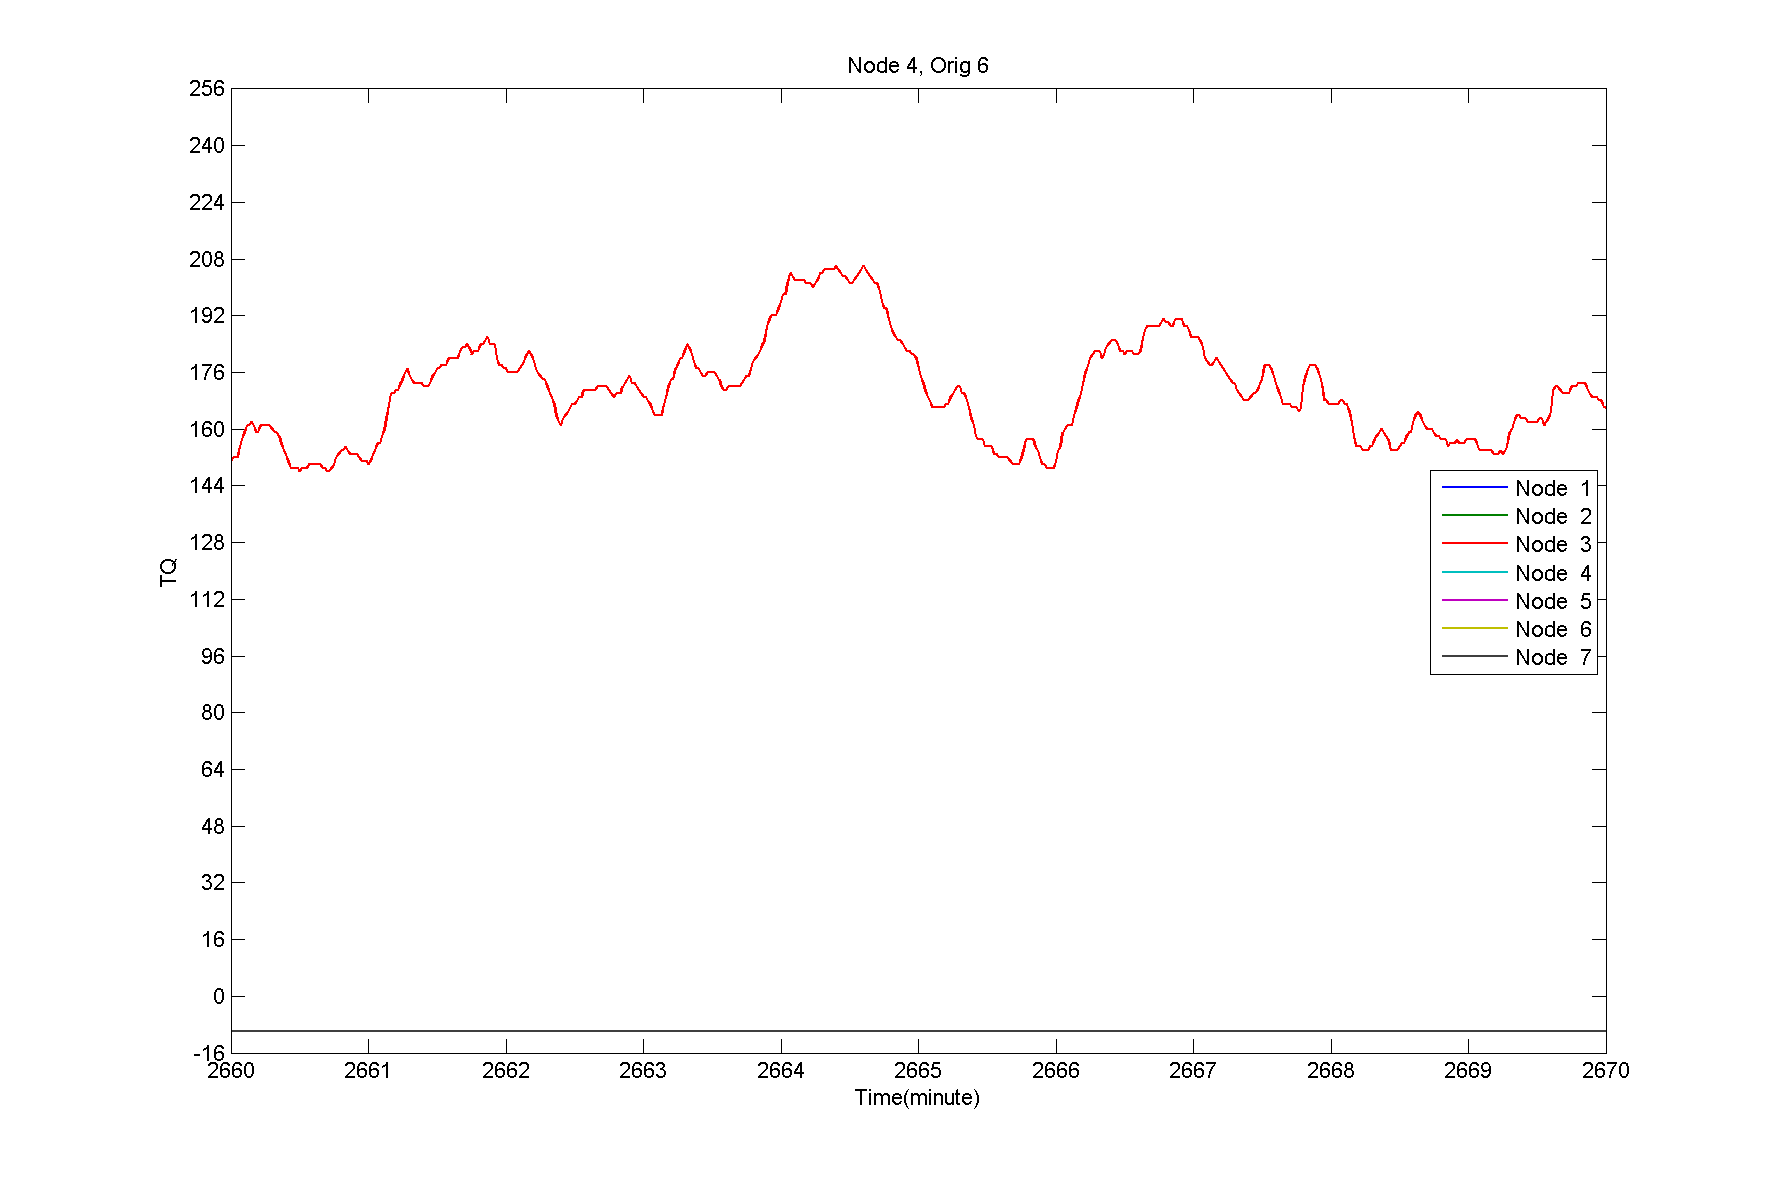 Node 4, Orig 6
256
240
224
208
192
176
160
144
128
112
96
80
64
48
32
16
0
-16
TQ
Node 1
Node 2
Node 3
Node 4
Node 5
Node 6
Node 7
2660 2661 2662 2663 2664 2665 2666 2667 2668 2669 2670
Time(minute)